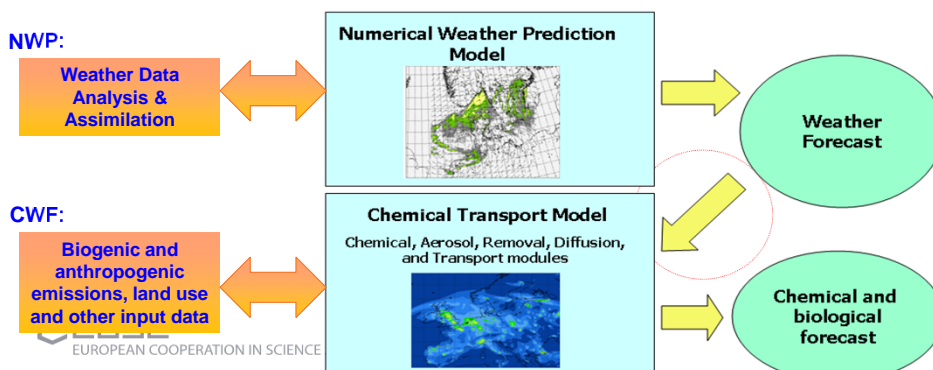 NWP:
Weather Data
Analysis &
Assimilation
Numerical Weather Prediction
Model
Weather
Forecast
CWF:
Biogenic and
anthropogenic
emissions, land use
and other input data
Chemical Transport Model
Chemical, Aerosol, Removal, Diffusion,
and Transport modules
Chemical and
biological
forecast
EUROPEAN COOPERATION IN SCIENCE